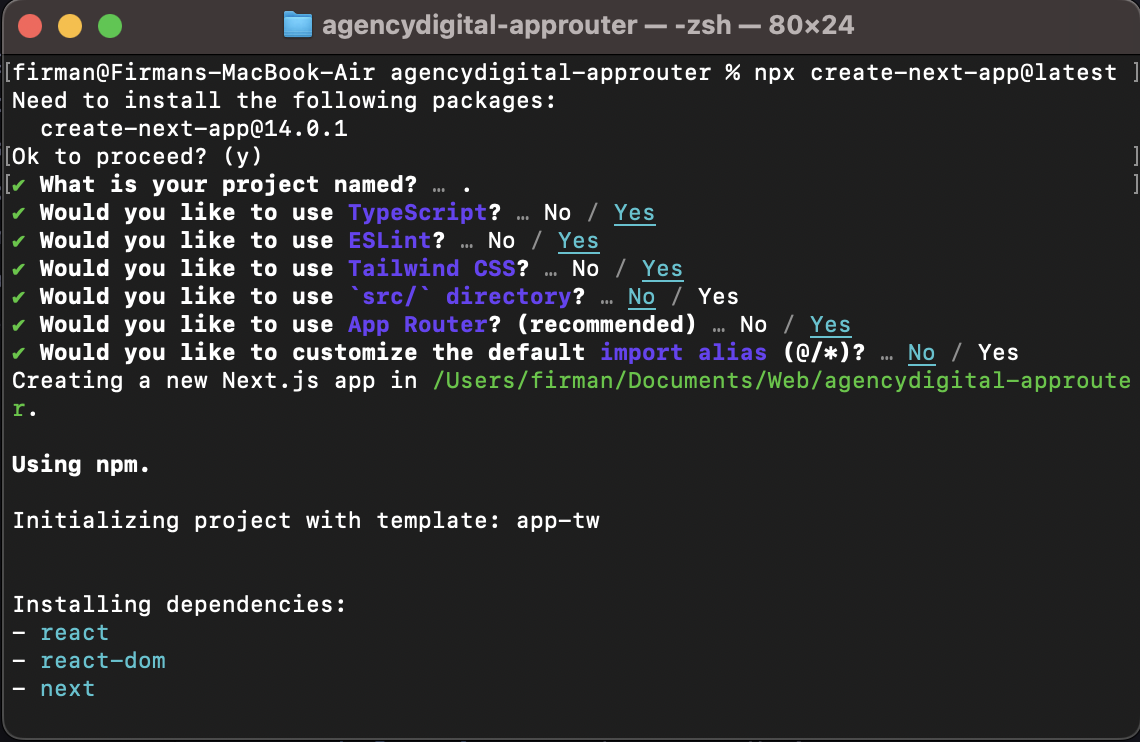 agencydigital-approuter — -zsh — 80×24
[firman@Firmans-MacBook-Air agencydigital-approuter % npx create-next-app@latest ]
Need to install the following packages:
  create-next-app@14.0.1
[Ok to proceed? (y) ]
[✔ What is your project named? … . ]
✔ Would you like to use TypeScript? … No / Yes
✔ Would you like to use ESLint? … No / Yes
✔ Would you like to use Tailwind CSS? … No / Yes
✔ Would you like to use `src/` directory? … No / Yes
✔ Would you like to use App Router? (recommended) … No / Yes
✔ Would you like to customize the default import alias (@/*)? … No / Yes
Creating a new Next.js app in /Users/firman/Documents/Web/agencydigital-approute
r.
Using npm.
Initializing project with template: app-tw
Installing dependencies:
- react
- react-dom
- next